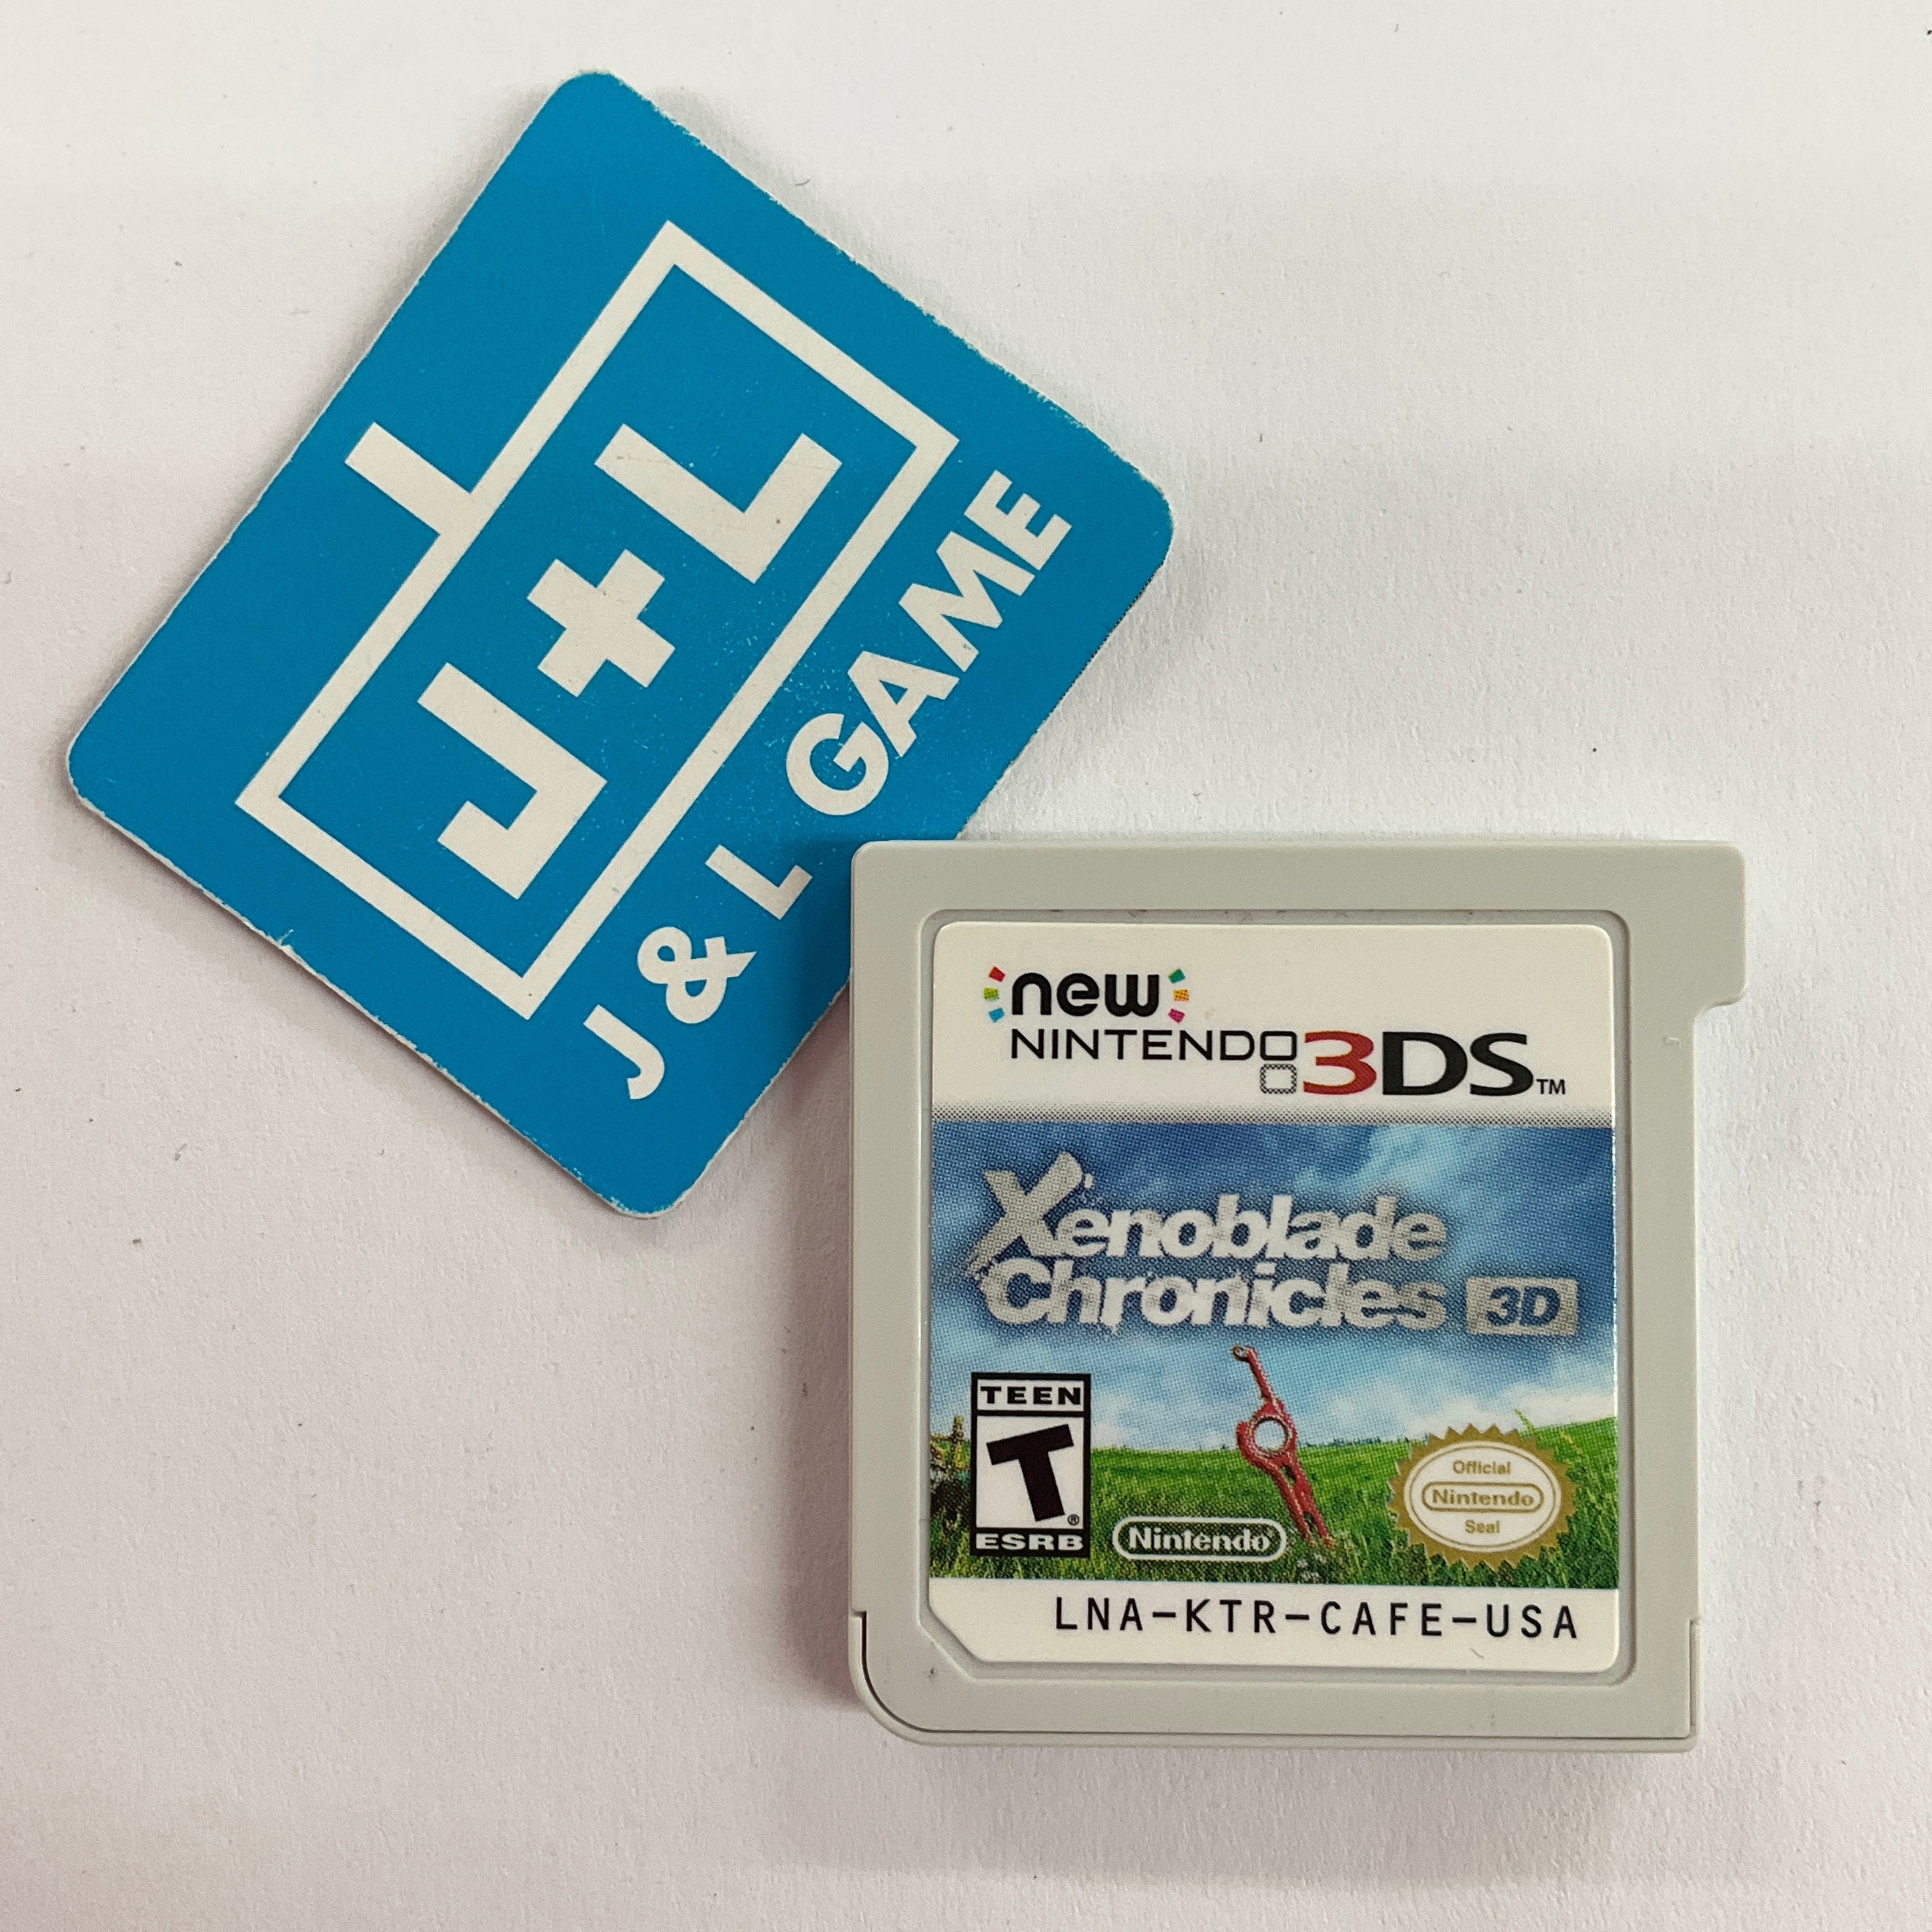 J+L
J & L GAME
new
NINTENDO 3DS™
Xenoblade
Chronicles 3D
TEEN
T®
ESRB
Nintendo®
Official
Nintendo
Seal
LNA-KTR-CAFE-USA